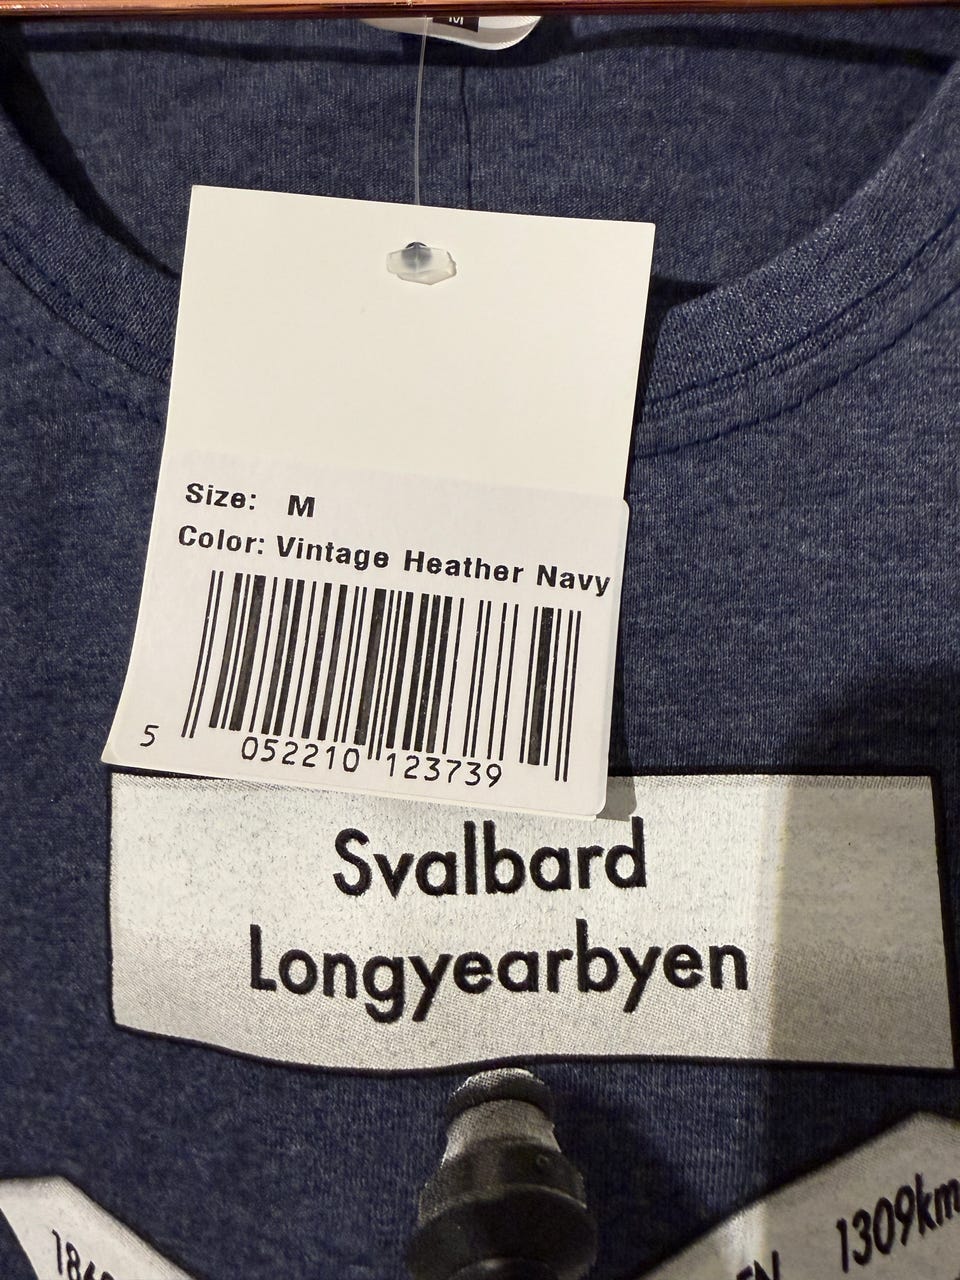 M
Size: M
Color: Vintage Heather Navy
5 052210 123739
Svalbard
Longyearbyen
1309km